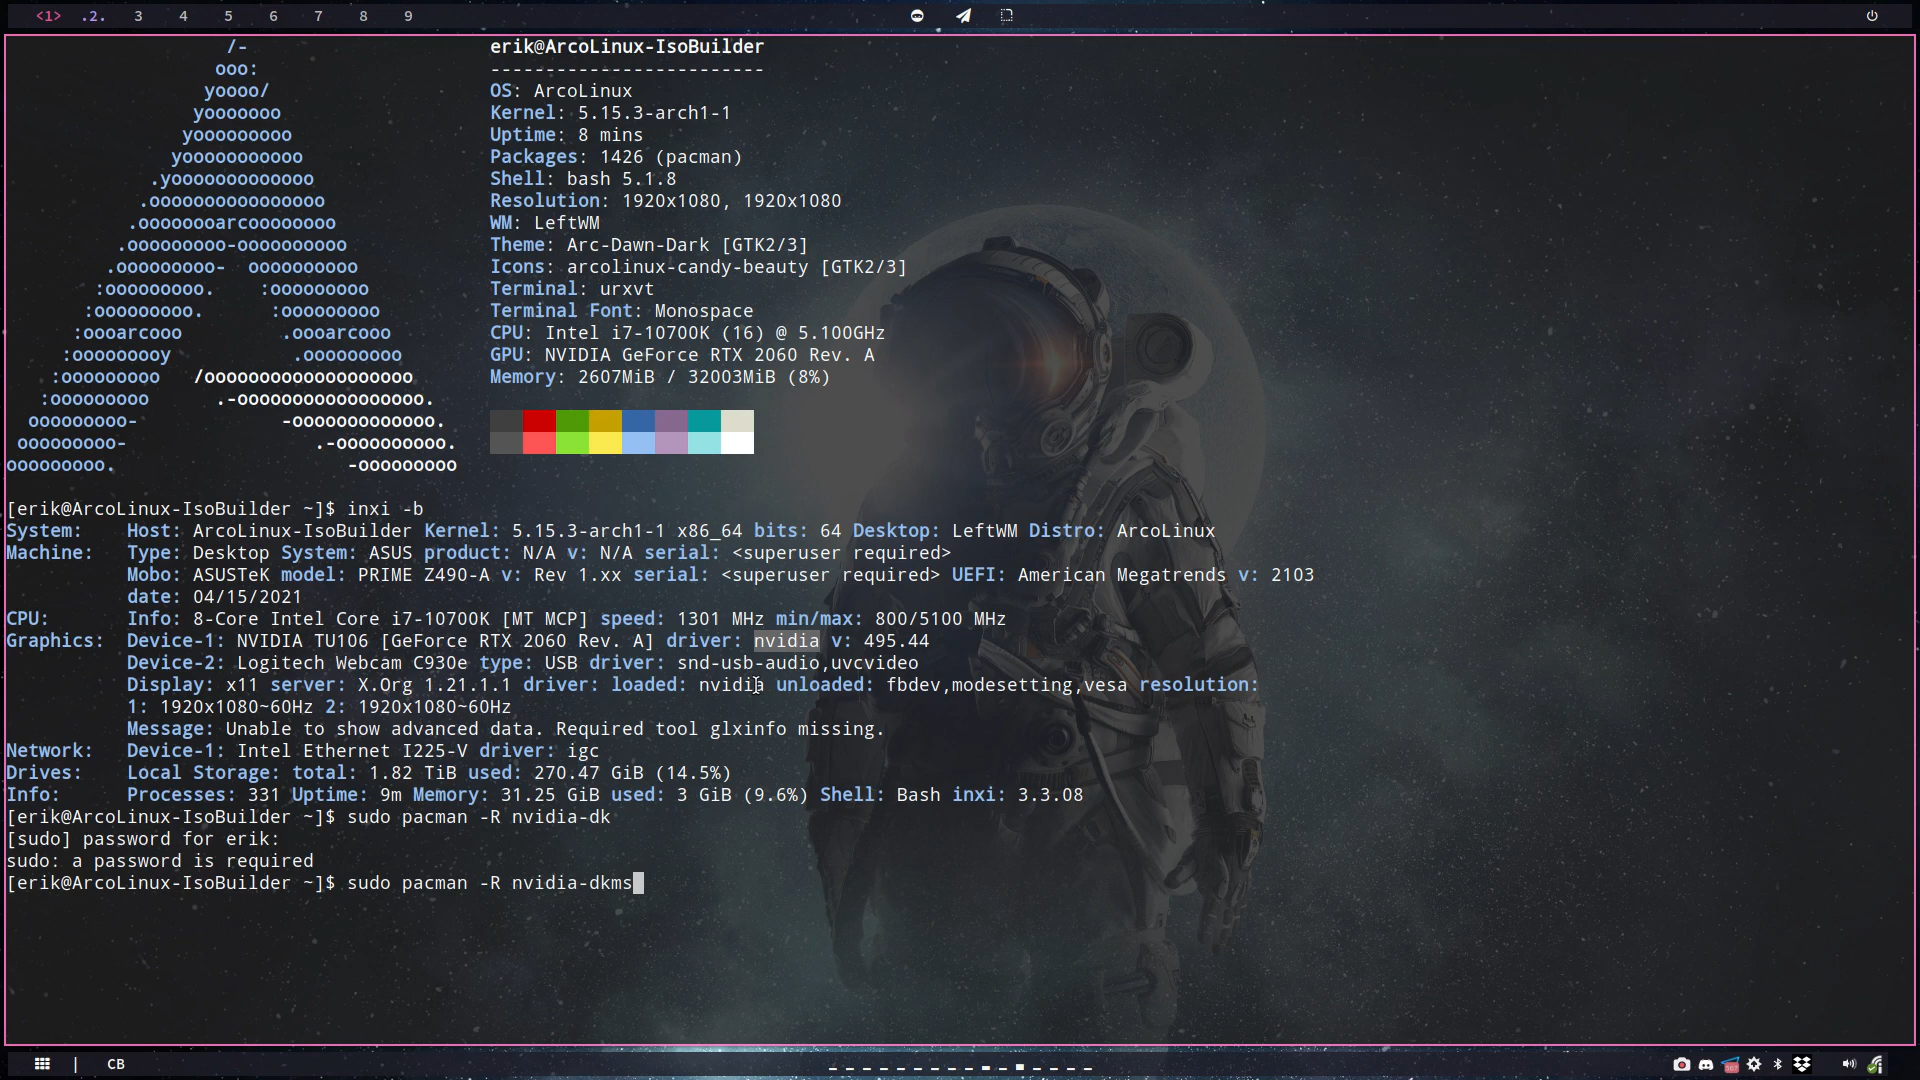 <1> .2. 3 4 5 6 7 8 9
/-
ooo:
yoooo/
yooooooo
yooooooooo
yooooooooooo
.yooooooooooooo
.oooooooooooooooo
.ooooooooarcoooooooo
.ooooooooo-oooooooooo
.ooooooooo- oooooooooo
:ooooooooo. :ooooooooo
:ooooooooo. :ooooooooo
:oooarcooo .oooarcooo
:ooooooooy .ooooooooo
:ooooooooo /ooooooooooooooooooo
:ooooooooo .-ooooooooooooooooo.
ooooooooo- -ooooooooooooo.
ooooooooo- .-oooooooooo.
ooooooooo. -ooooooooo
erik@ArcoLinux-IsoBuilder
-------------------------
OS: ArcoLinux
Kernel: 5.15.3-arch1-1
Uptime: 8 mins
Packages: 1426 (pacman)
Shell: bash 5.1.8
Resolution: 1920x1080, 1920x1080
WM: LeftWM
Theme: Arc-Dawn-Dark [GTK2/3]
Icons: arcolinux-candy-beauty [GTK2/3]
Terminal: urxvt
Terminal Font: Monospace
CPU: Intel i7-10700K (16) @ 5.100GHz
GPU: NVIDIA GeForce RTX 2060 Rev. A
Memory: 2607MiB / 32003MiB (8%)
[erik@ArcoLinux-IsoBuilder ~]$ inxi -b
System: Host: ArcoLinux-IsoBuilder Kernel: 5.15.3-arch1-1 x86_64 bits: 64 Desktop: LeftWM Distro: ArcoLinux
Machine: Type: Desktop System: ASUS product: N/A v: N/A serial: <superuser required>
Mobo: ASUSTeK model: PRIME Z490-A v: Rev 1.xx serial: <superuser required> UEFI: American Megatrends v: 2103
date: 04/15/2021
CPU: Info: 8-Core Intel Core i7-10700K [MT MCP] speed: 1301 MHz min/max: 800/5100 MHz
Graphics: Device-1: NVIDIA TU106 [GeForce RTX 2060 Rev. A] driver: nvidia v: 495.44
Device-2: Logitech Webcam C930e type: USB driver: snd-usb-audio,uvcvideo
Display: x11 server: X.Org 1.21.1.1 driver: loaded: nvidia unloaded: fbdev,modesetting,vesa resolution:
1: 1920x1080~60Hz 2: 1920x1080~60Hz
Message: Unable to show advanced data. Required tool glxinfo missing.
Network: Device-1: Intel Ethernet I225-V driver: igc
Drives: Local Storage: total: 1.82 TiB used: 270.47 GiB (14.5%)
Info: Processes: 331 Uptime: 9m Memory: 31.25 GiB used: 3 GiB (9.6%) Shell: Bash inxi: 3.3.08
[erik@ArcoLinux-IsoBuilder ~]$ sudo pacman -R nvidia-dk
[sudo] password for erik:
sudo: a password is required
[erik@ArcoLinux-IsoBuilder ~]$ sudo pacman -R nvidia-dkms
| CB